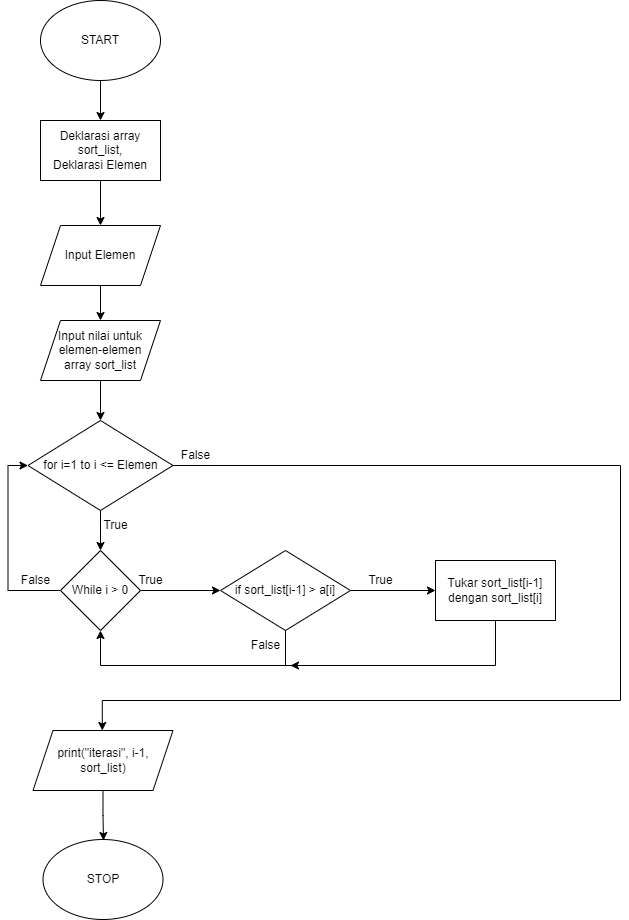 START
Deklarasi array
sort_list,
Deklarasi Elemen
Input Elemen
Input nilai untuk
elemen-elemen
array sort_list
for i=1 to i <= Elemen
False
True
False
While i > 0
True
if sort_list[i-1] > a[i]
True
Tukar sort_list[i-1]
dengan sort_list[i]
False
print("iterasi", i-1,
sort_list)
STOP